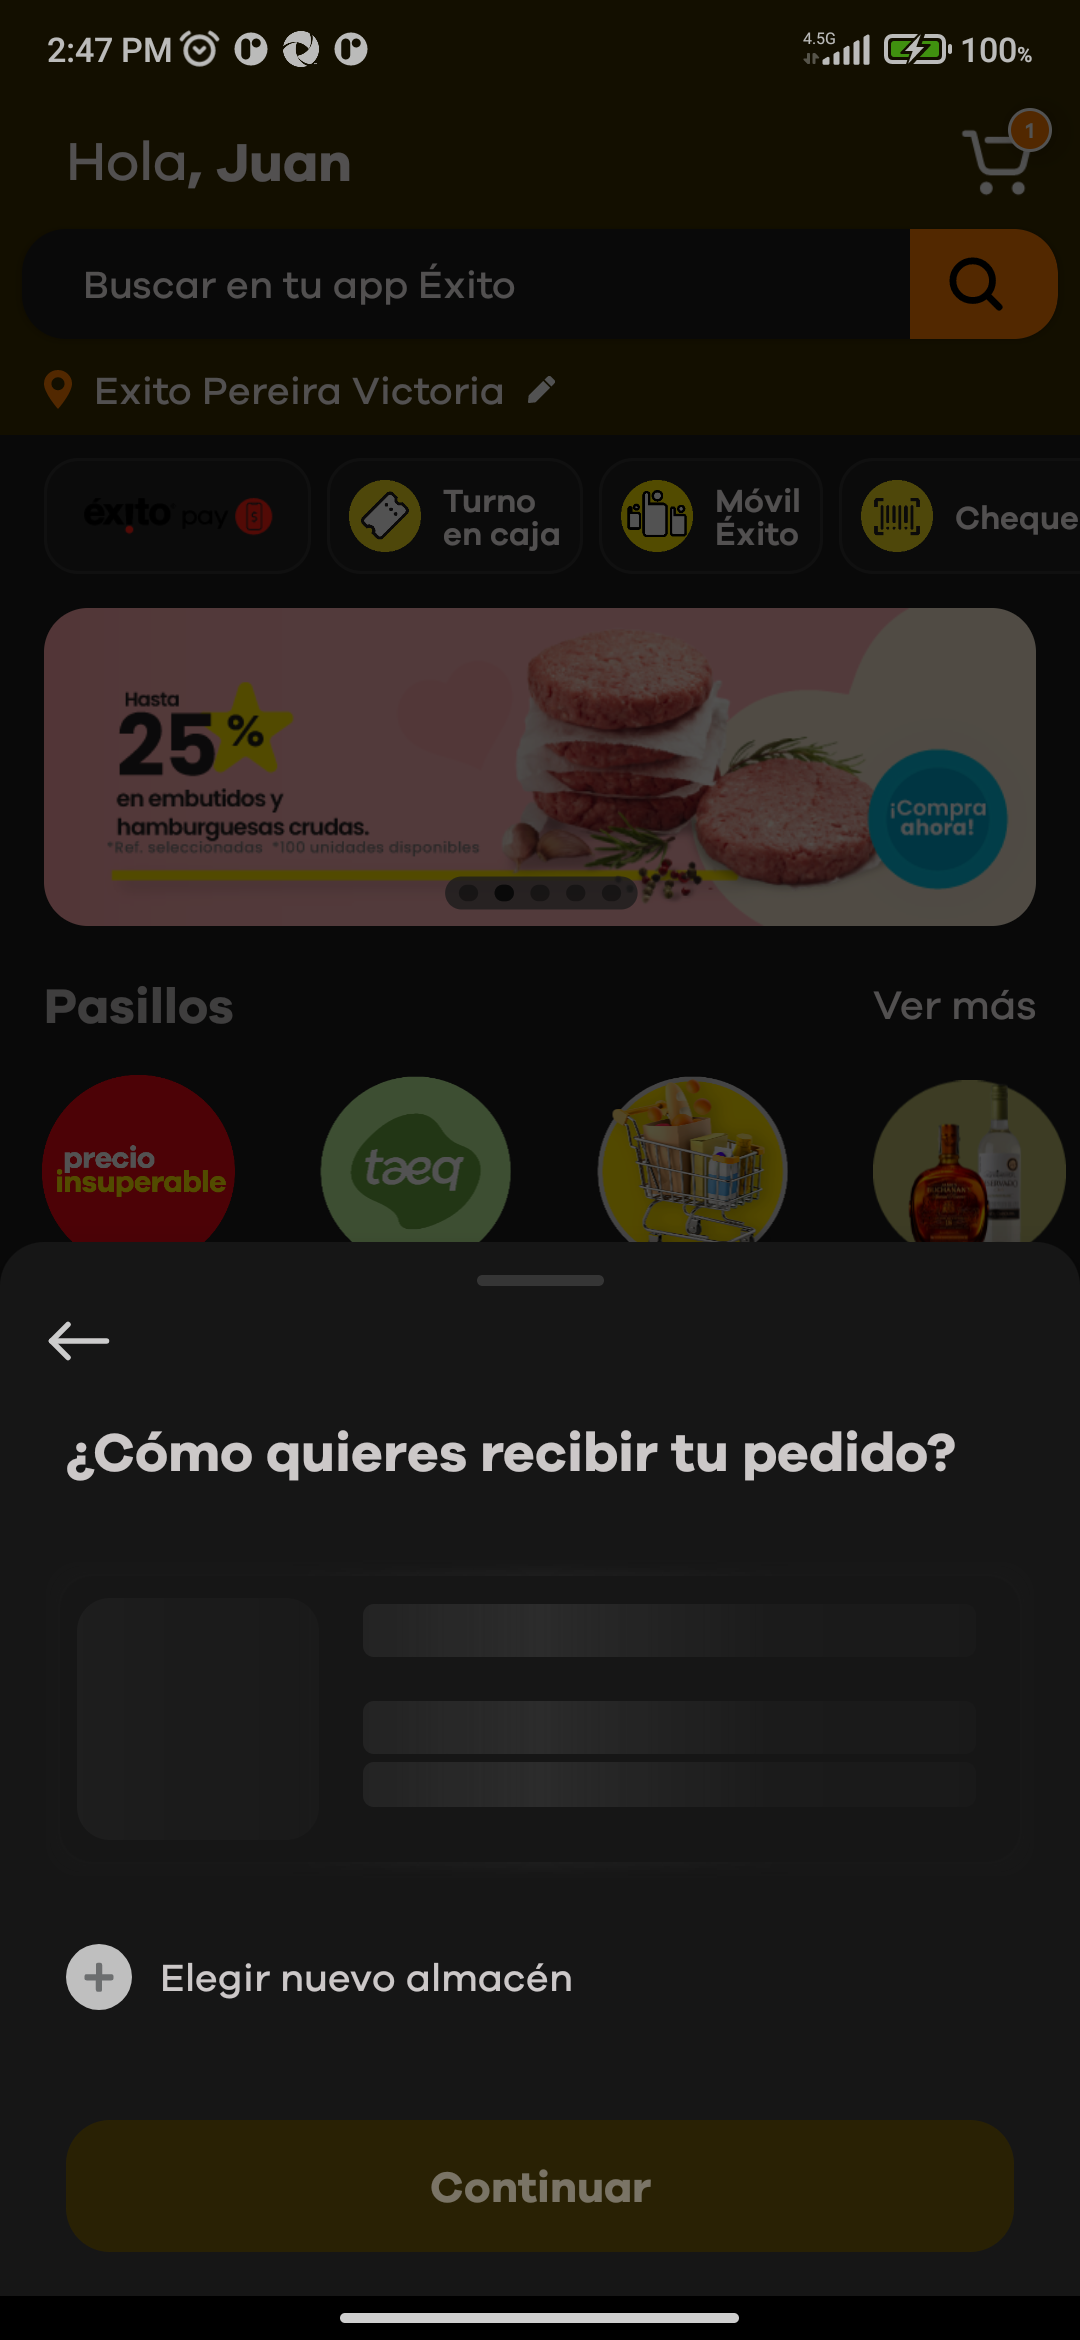 2:47 PM
4.5G
100%
Hola, Juan
1
Buscar en tu app Éxito
Exito Pereira Victoria
éxito pay
Turno
en caja
Móvil
Éxito
Cheque
Hasta
25%
en embutidos y
hamburguesas crudas.
*Ref. seleccionadas *100 unidades disponibles
¡Compra
ahora!
Pasillos
Ver más
precio
insuperable
taeq
¿Cómo quieres recibir tu pedido?
Elegir nuevo almacén
Continuar